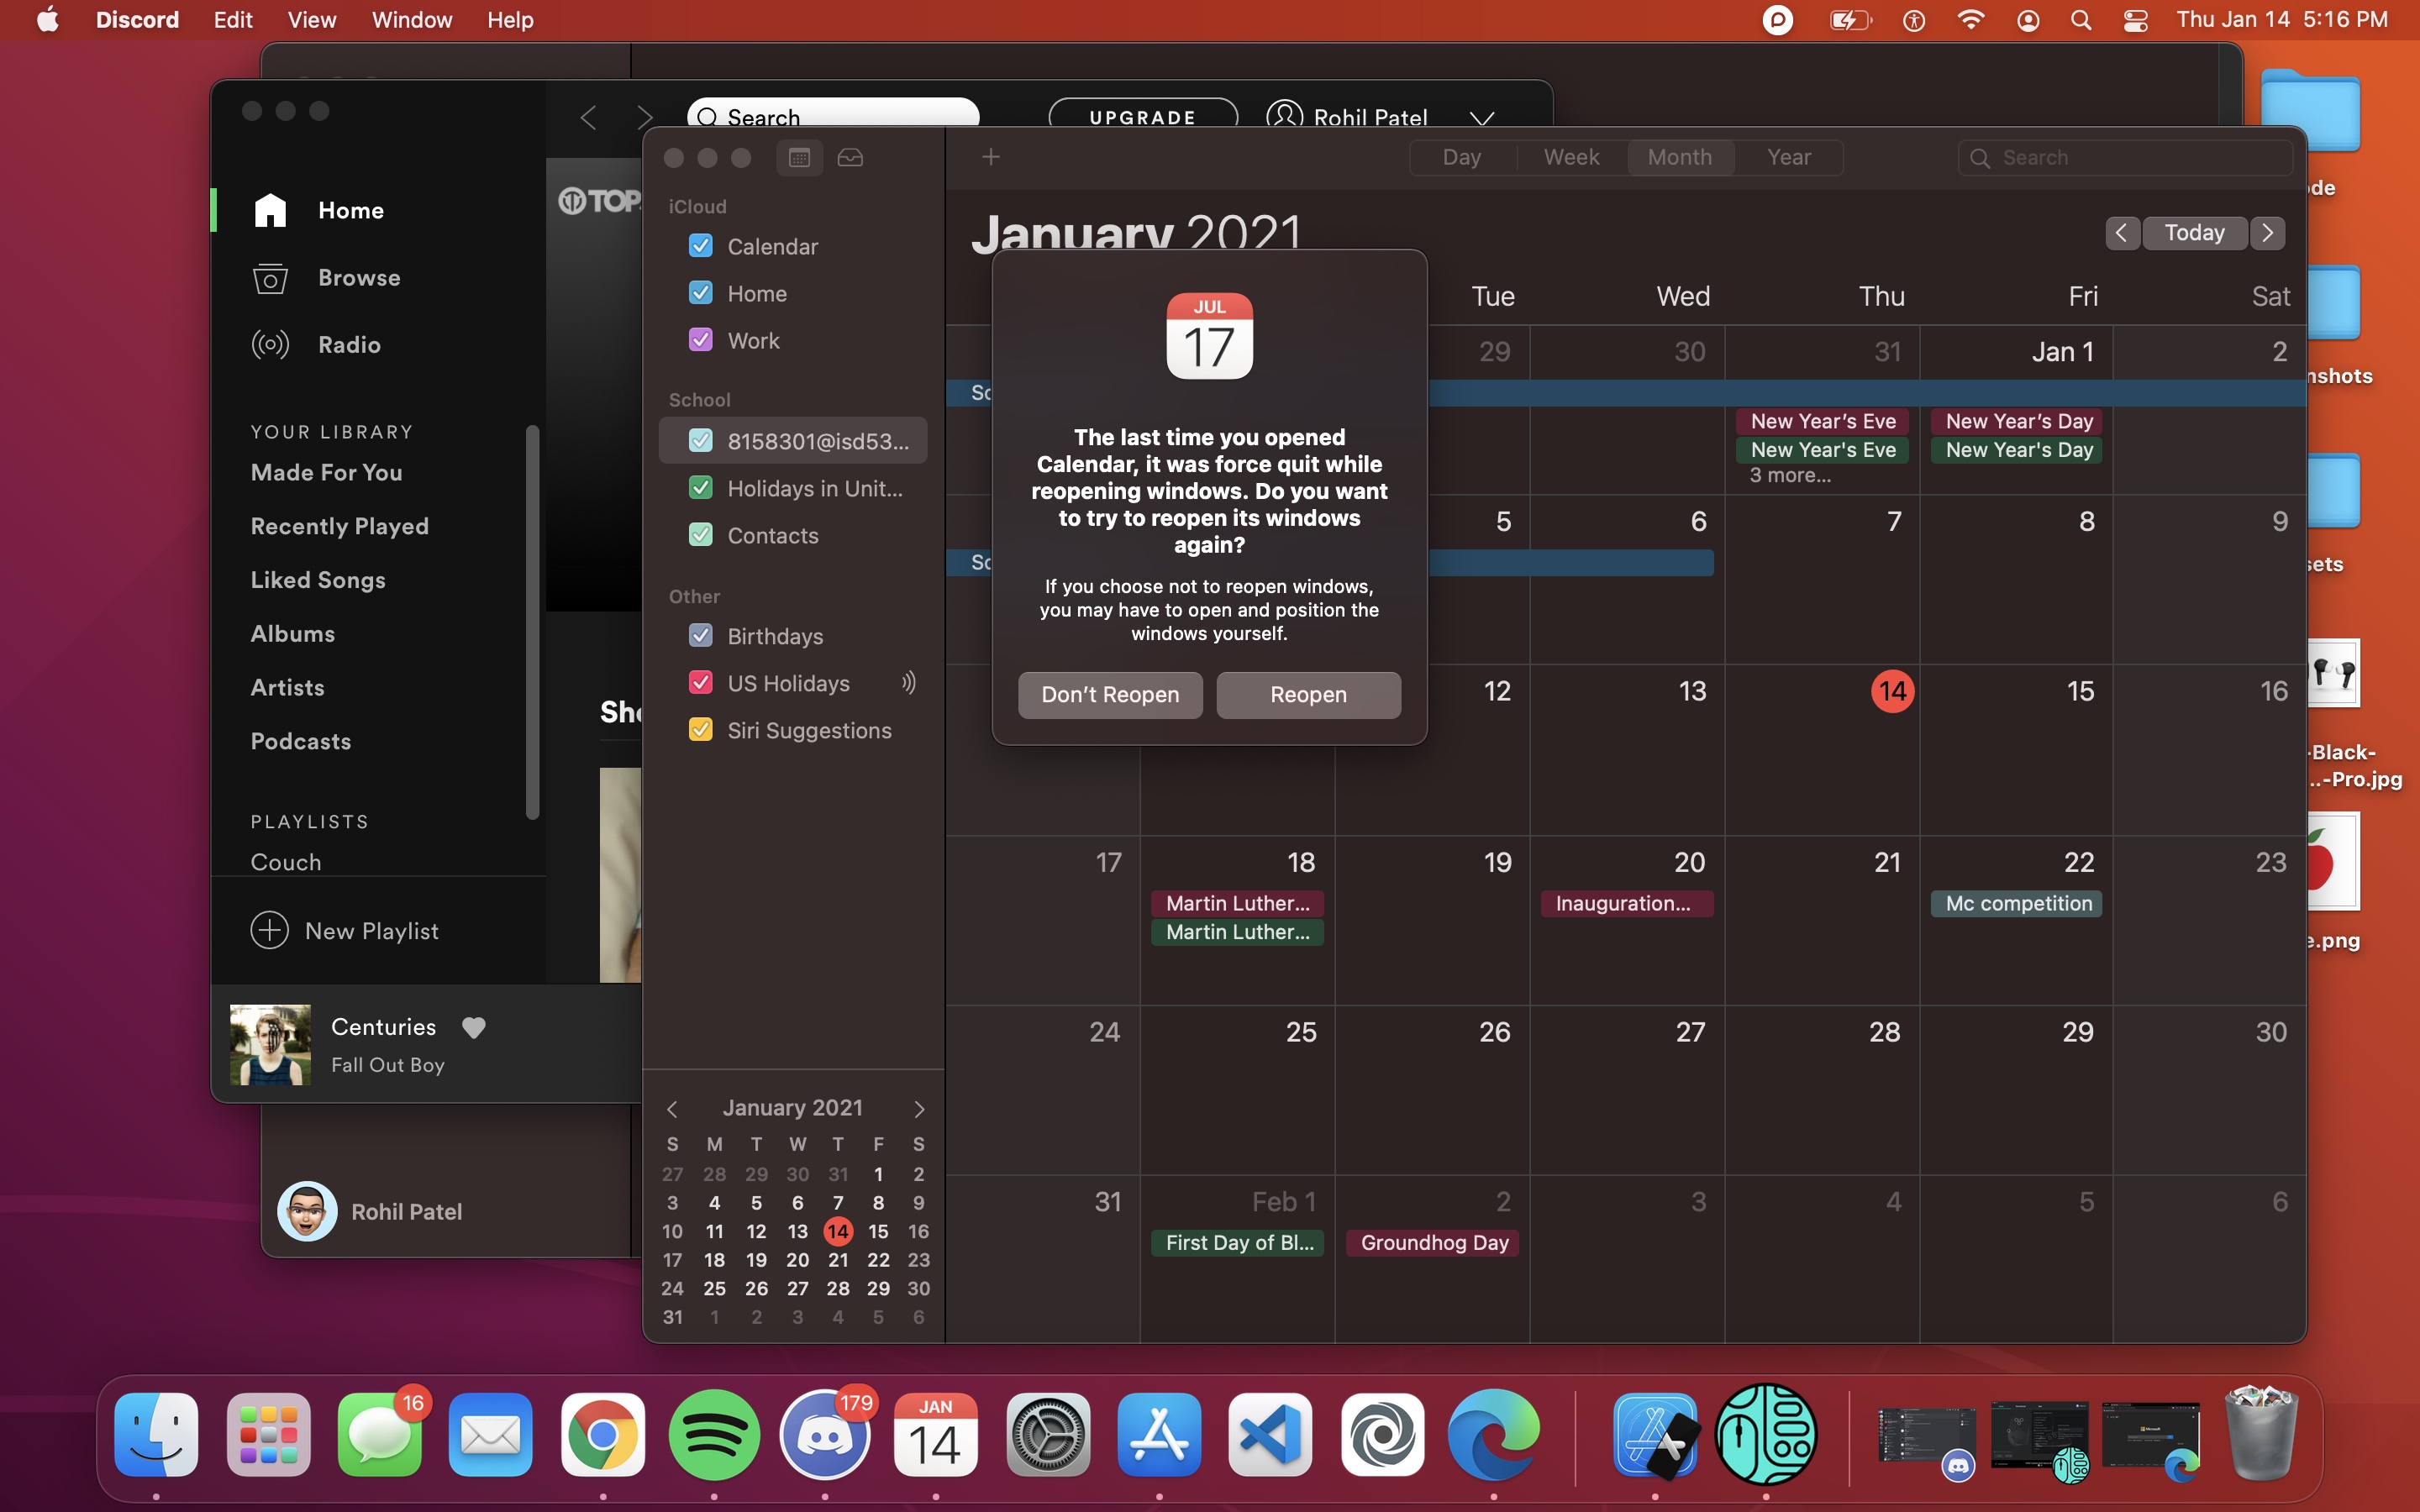 Discord Edit View Window Help
Thu Jan 14 5:16 PM
Search
UPGRADE
Rohil Patel
Home
Browse
Radio
YOUR LIBRARY
Made For You
Recently Played
Liked Songs
Albums
Artists
Podcasts
PLAYLISTS
Couch
New Playlist
Centuries
Fall Out Boy
TOP
Sho
Rohil Patel
iCloud
Calendar
Home
Work
School
8158301@isd53...
Holidays in Unit...
Contacts
Other
Birthdays
US Holidays
Siri Suggestions
January 2021
S M T W T F S
27 28 29 30 31 1 2
3 4 5 6 7 8 9
10 11 12 13 14 15 16
17 18 19 20 21 22 23
24 25 26 27 28 29 30
31 1 2 3 4 5 6
Day Week Month Year
Search
January 2021
Today
Tue Wed Thu Fri Sat
29 30 31 Jan 1 2
Sc
New Year’s Eve New Year’s Day
New Year's Eve New Year's Day
3 more...
5 6 7 8 9
Sc
12 13 14 15 16
17 18 19 20 21 22 23
Martin Luther... Inauguration... Mc competition
Martin Luther...
24 25 26 27 28 29 30
31 Feb 1 2 3 4 5 6
First Day of Bl... Groundhog Day
JUL
17
The last time you opened
Calendar, it was force quit while
reopening windows. Do you want
to try to reopen its windows
again?
If you choose not to reopen windows,
you may have to open and position the
windows yourself.
Don’t Reopen Reopen
ode
nshots
sets
-Black-
...-Pro.jpg
e.png
16
179
JAN
14